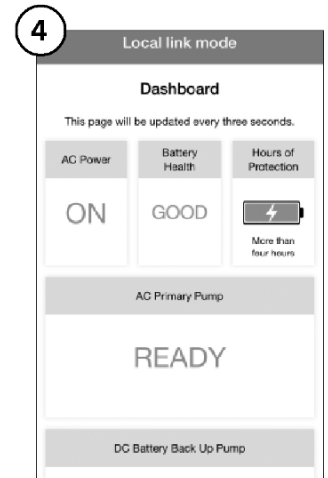 4
Local link mode
Dashboard
This page will be updated every three seconds.
AC Power
Battery
Health
Hours of
Protection
ON
GOOD
More than
four hours
AC Primary Pump
READY
DC Battery Back Up Pump